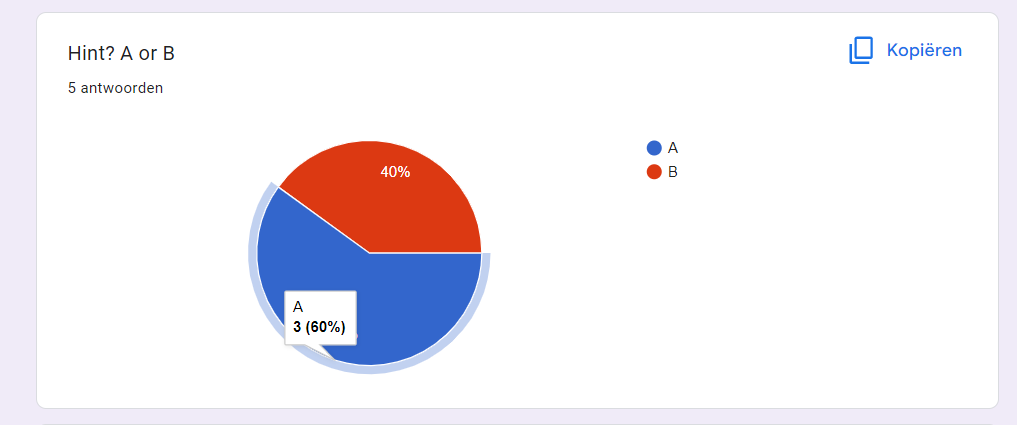 Hint? A or B
Kopiëren
5 antwoorden
A
B
40%
A
3 (60%)